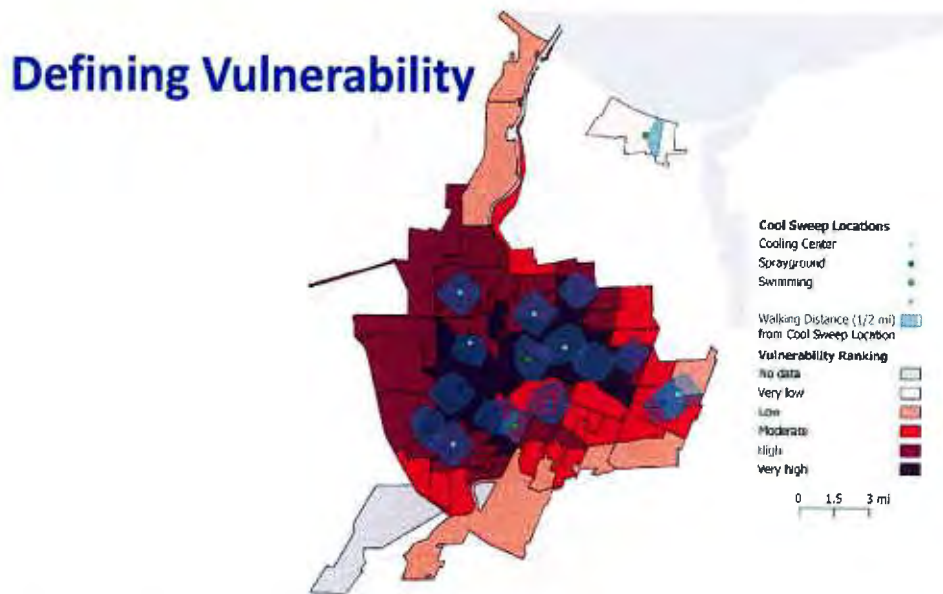 Defining Vulnerability
Cool Sweep Locations
Cooling Center
Sprayground
Swimming
Walking Distance (1/2 mi)
from Cool Sweep Location
Vulnerability Ranking
No data
Very low
Low
Moderate
High
Very high
0 1.5 3 mi